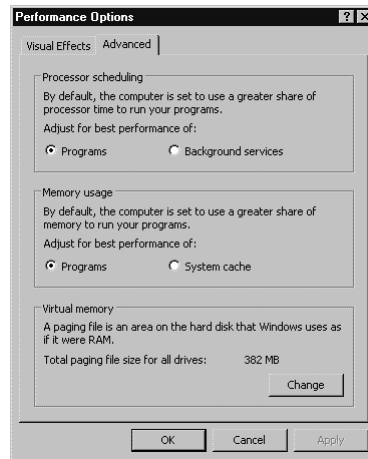 Performance Options
Visual Effects Advanced
Processor scheduling
By default, the computer is set to use a greater share of
processor time to run your programs.
Adjust for best performance of:
Programs Background services
Memory usage
By default, the computer is set to use a greater share of
memory to run your programs.
Adjust for best performance of:
Programs System cache
Virtual memory
A paging file is an area on the hard disk that Windows uses as
if it were RAM.
Total paging file size for all drives: 382 MB
Change
OK Cancel Apply